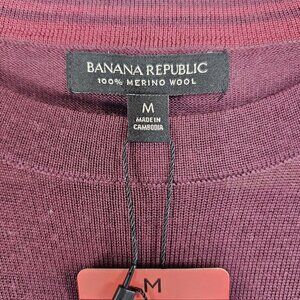 BANANA REPUBLIC
100% MERINO WOOL
M
MADE IN
CAMBODIA
M